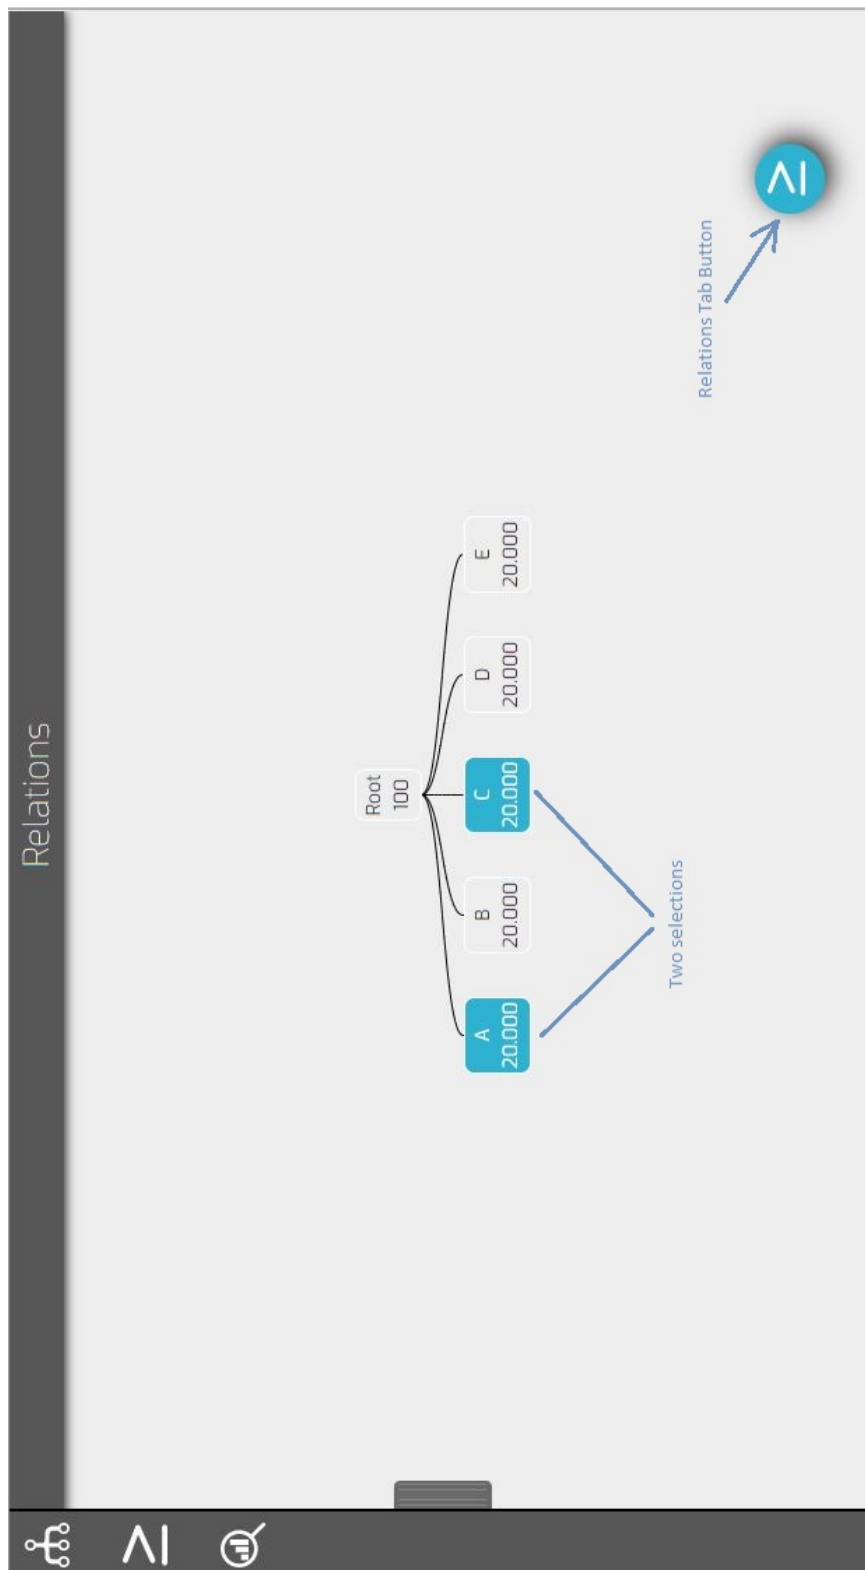 Relations
Root
100
A
20.000
B
20.000
C
20.000
D
20.000
E
20.000
Two selections
Relations Tab Button